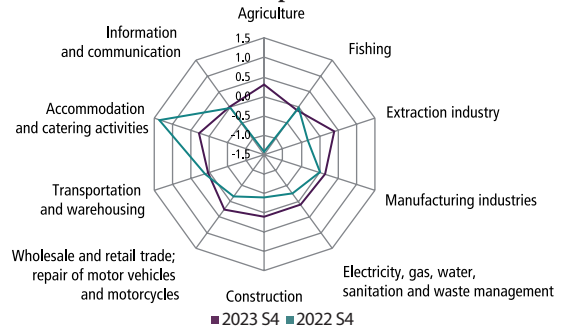 Agriculture
Information
and communication
Fishing
Accommodation
and catering activities
Extraction industry
Transportation
and warehousing
Manufacturing industries
Wholesale and retail trade;
repair of motor vehicles
and motorcycles
Electricity, gas, water,
sanitation and waste management
Construction
1.5
1.0
0.5
0.0
-0.5
-1.0
-1.5
2023 S4 2022 S4